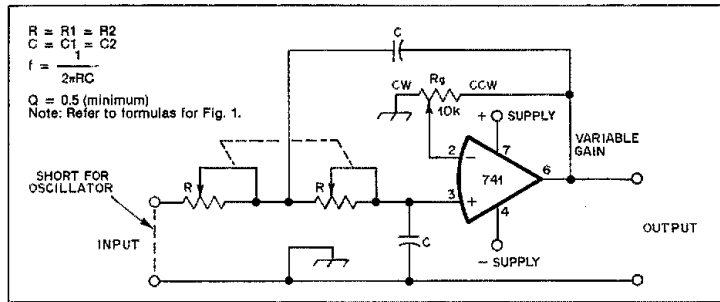 R = R1 = R2
C = C1 = C2
f = 1
2πRC
Q = 0.5 (minimum)
Note: Refer to formulas for Fig. 1.
C
CW
Rg
CCW
10k
+
SUPPLY
2
−
7
VARIABLE
GAIN
741
6
SHORT FOR
OSCILLATOR
R
R
3
+
4
INPUT
C
OUTPUT
− SUPPLY